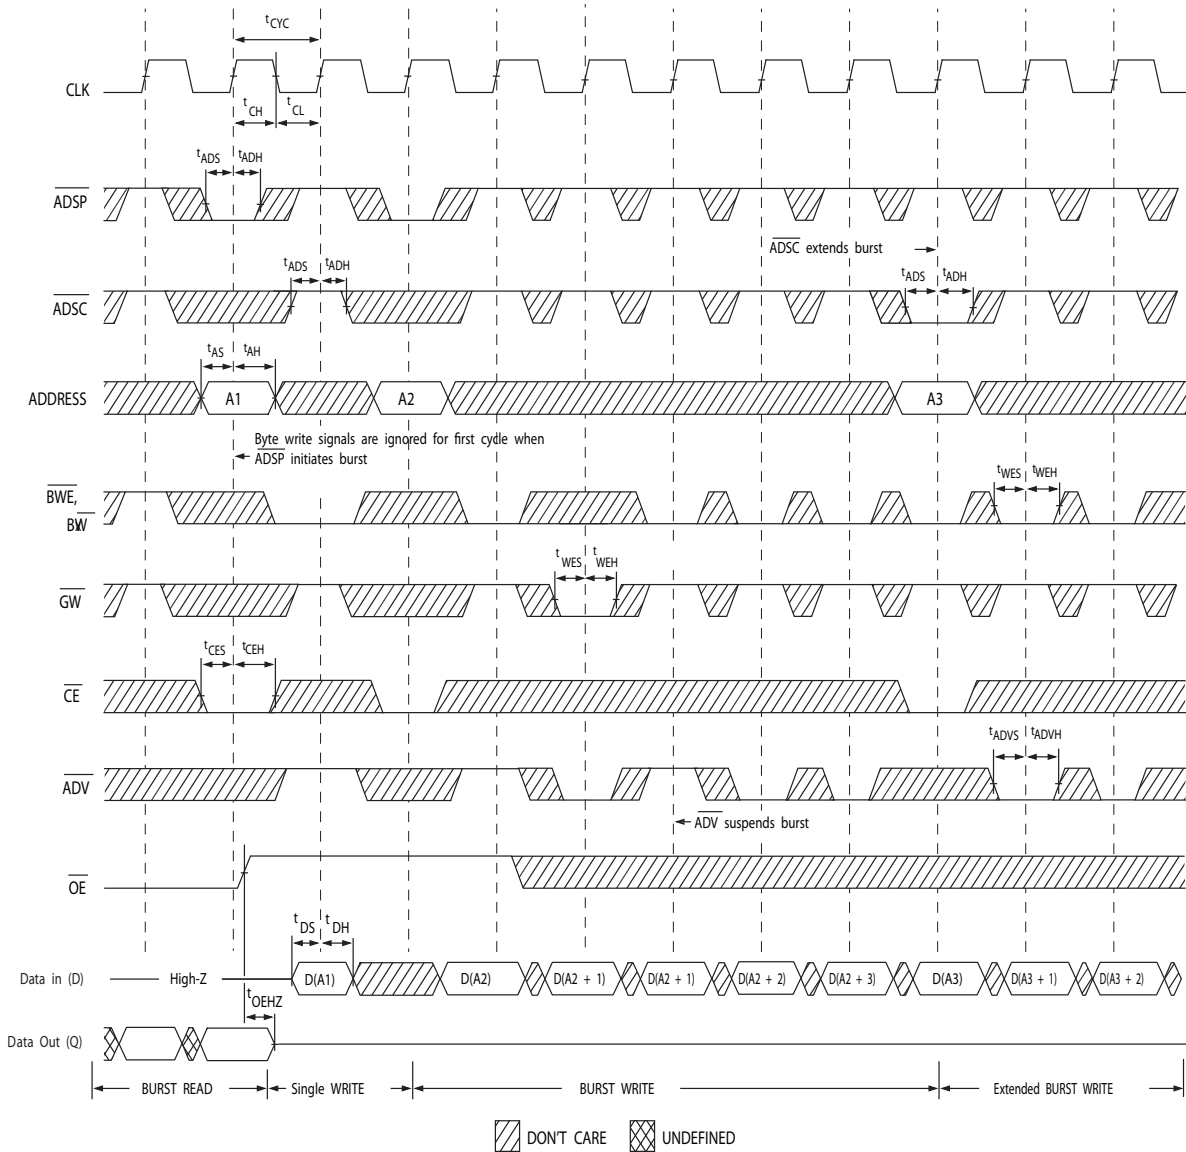 tCYC
CLK
tCH
tCL
tADS
tADH
ADSP
ADSC extends burst
tADS
tADH
tADS
tADH
ADSC
tAS
tAH
ADDRESS
A1
A2
A3
Byte write signals are ignored for first cycle when
ADSP initiates burst
tWES
tWEH
BWE,
tWES
tWEH
GW
tCES
tCEH
CE
tADVS
tADVH
ADV
ADV suspends burst
OE
tDS
tDH
Data in (D)
High-Z
D(A1)
D(A2)
D(A2 + 1)
D(A2 + 1)
D(A2 + 2)
D(A2 + 3)
D(A3)
D(A3 + 1)
D(A3 + 2)
tOEHZ
Data Out (Q)
BURST READ
Single WRITE
BURST WRITE
Extended BURST WRITE
DON'T CARE
UNDEFINED